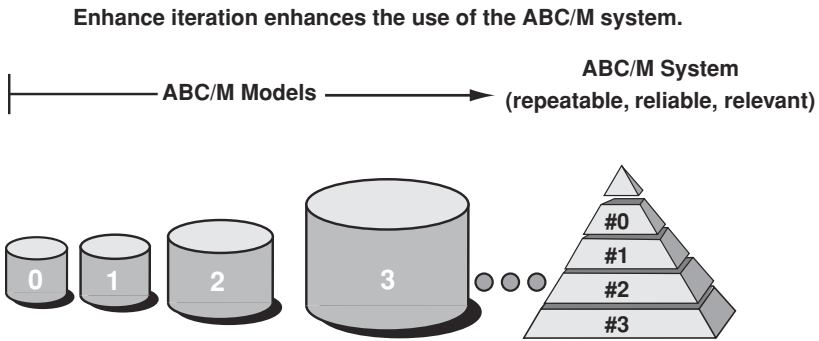 Enhance iteration enhances the use of the ABC/M system.
ABC/M Models
ABC/M System
(repeatable, reliable, relevant)
0
1
2
3
#0
#1
#2
#3